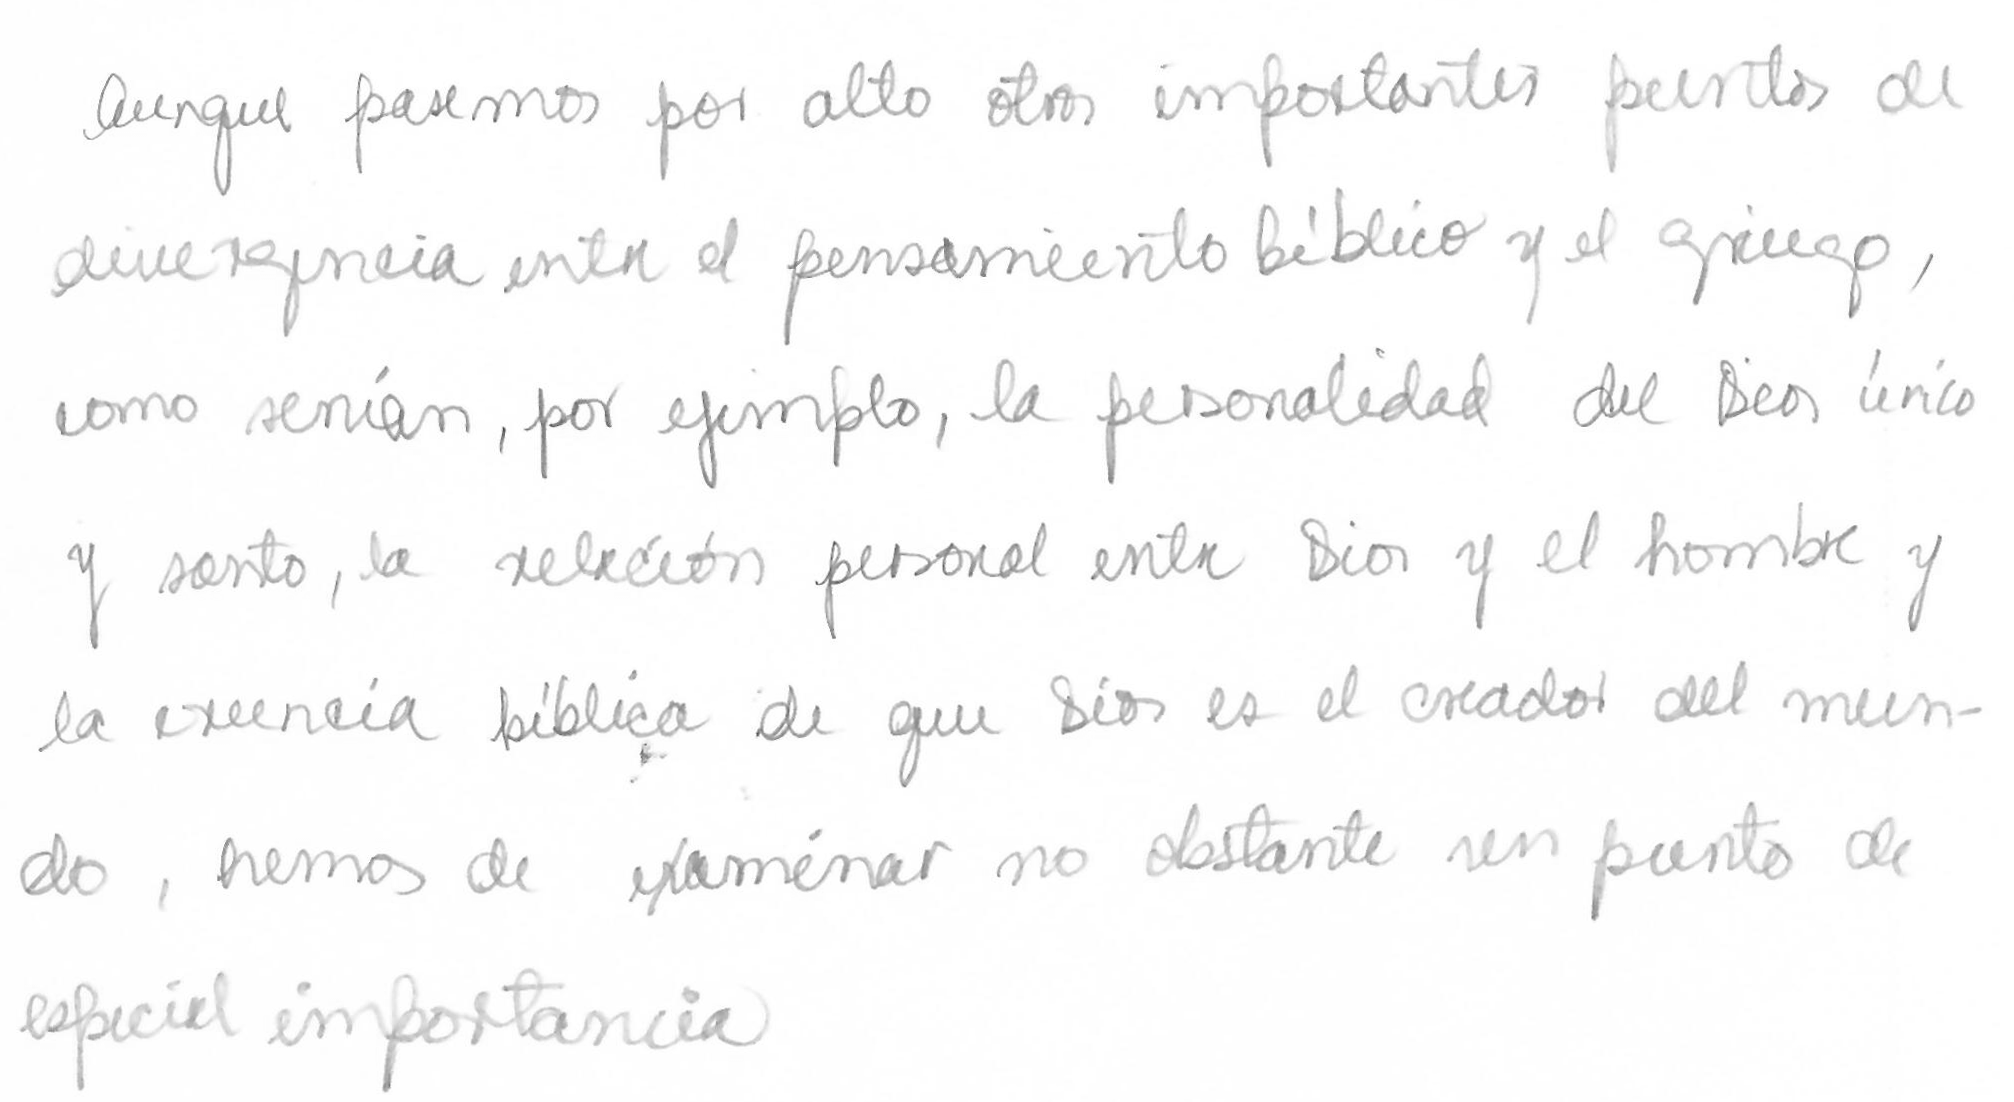 Aunque pasemos por alto otros importantes puntos de
divergencia entre el pensamiento bíblico y el griego,
como serían, por ejemplo, la personalidad del Dios único
y santo, la relación personal entre Dios y el hombre y
la creencia bíblica de que Dios es el creador del mun-
do, hemos de examinar no obstante un punto de
especial importancia